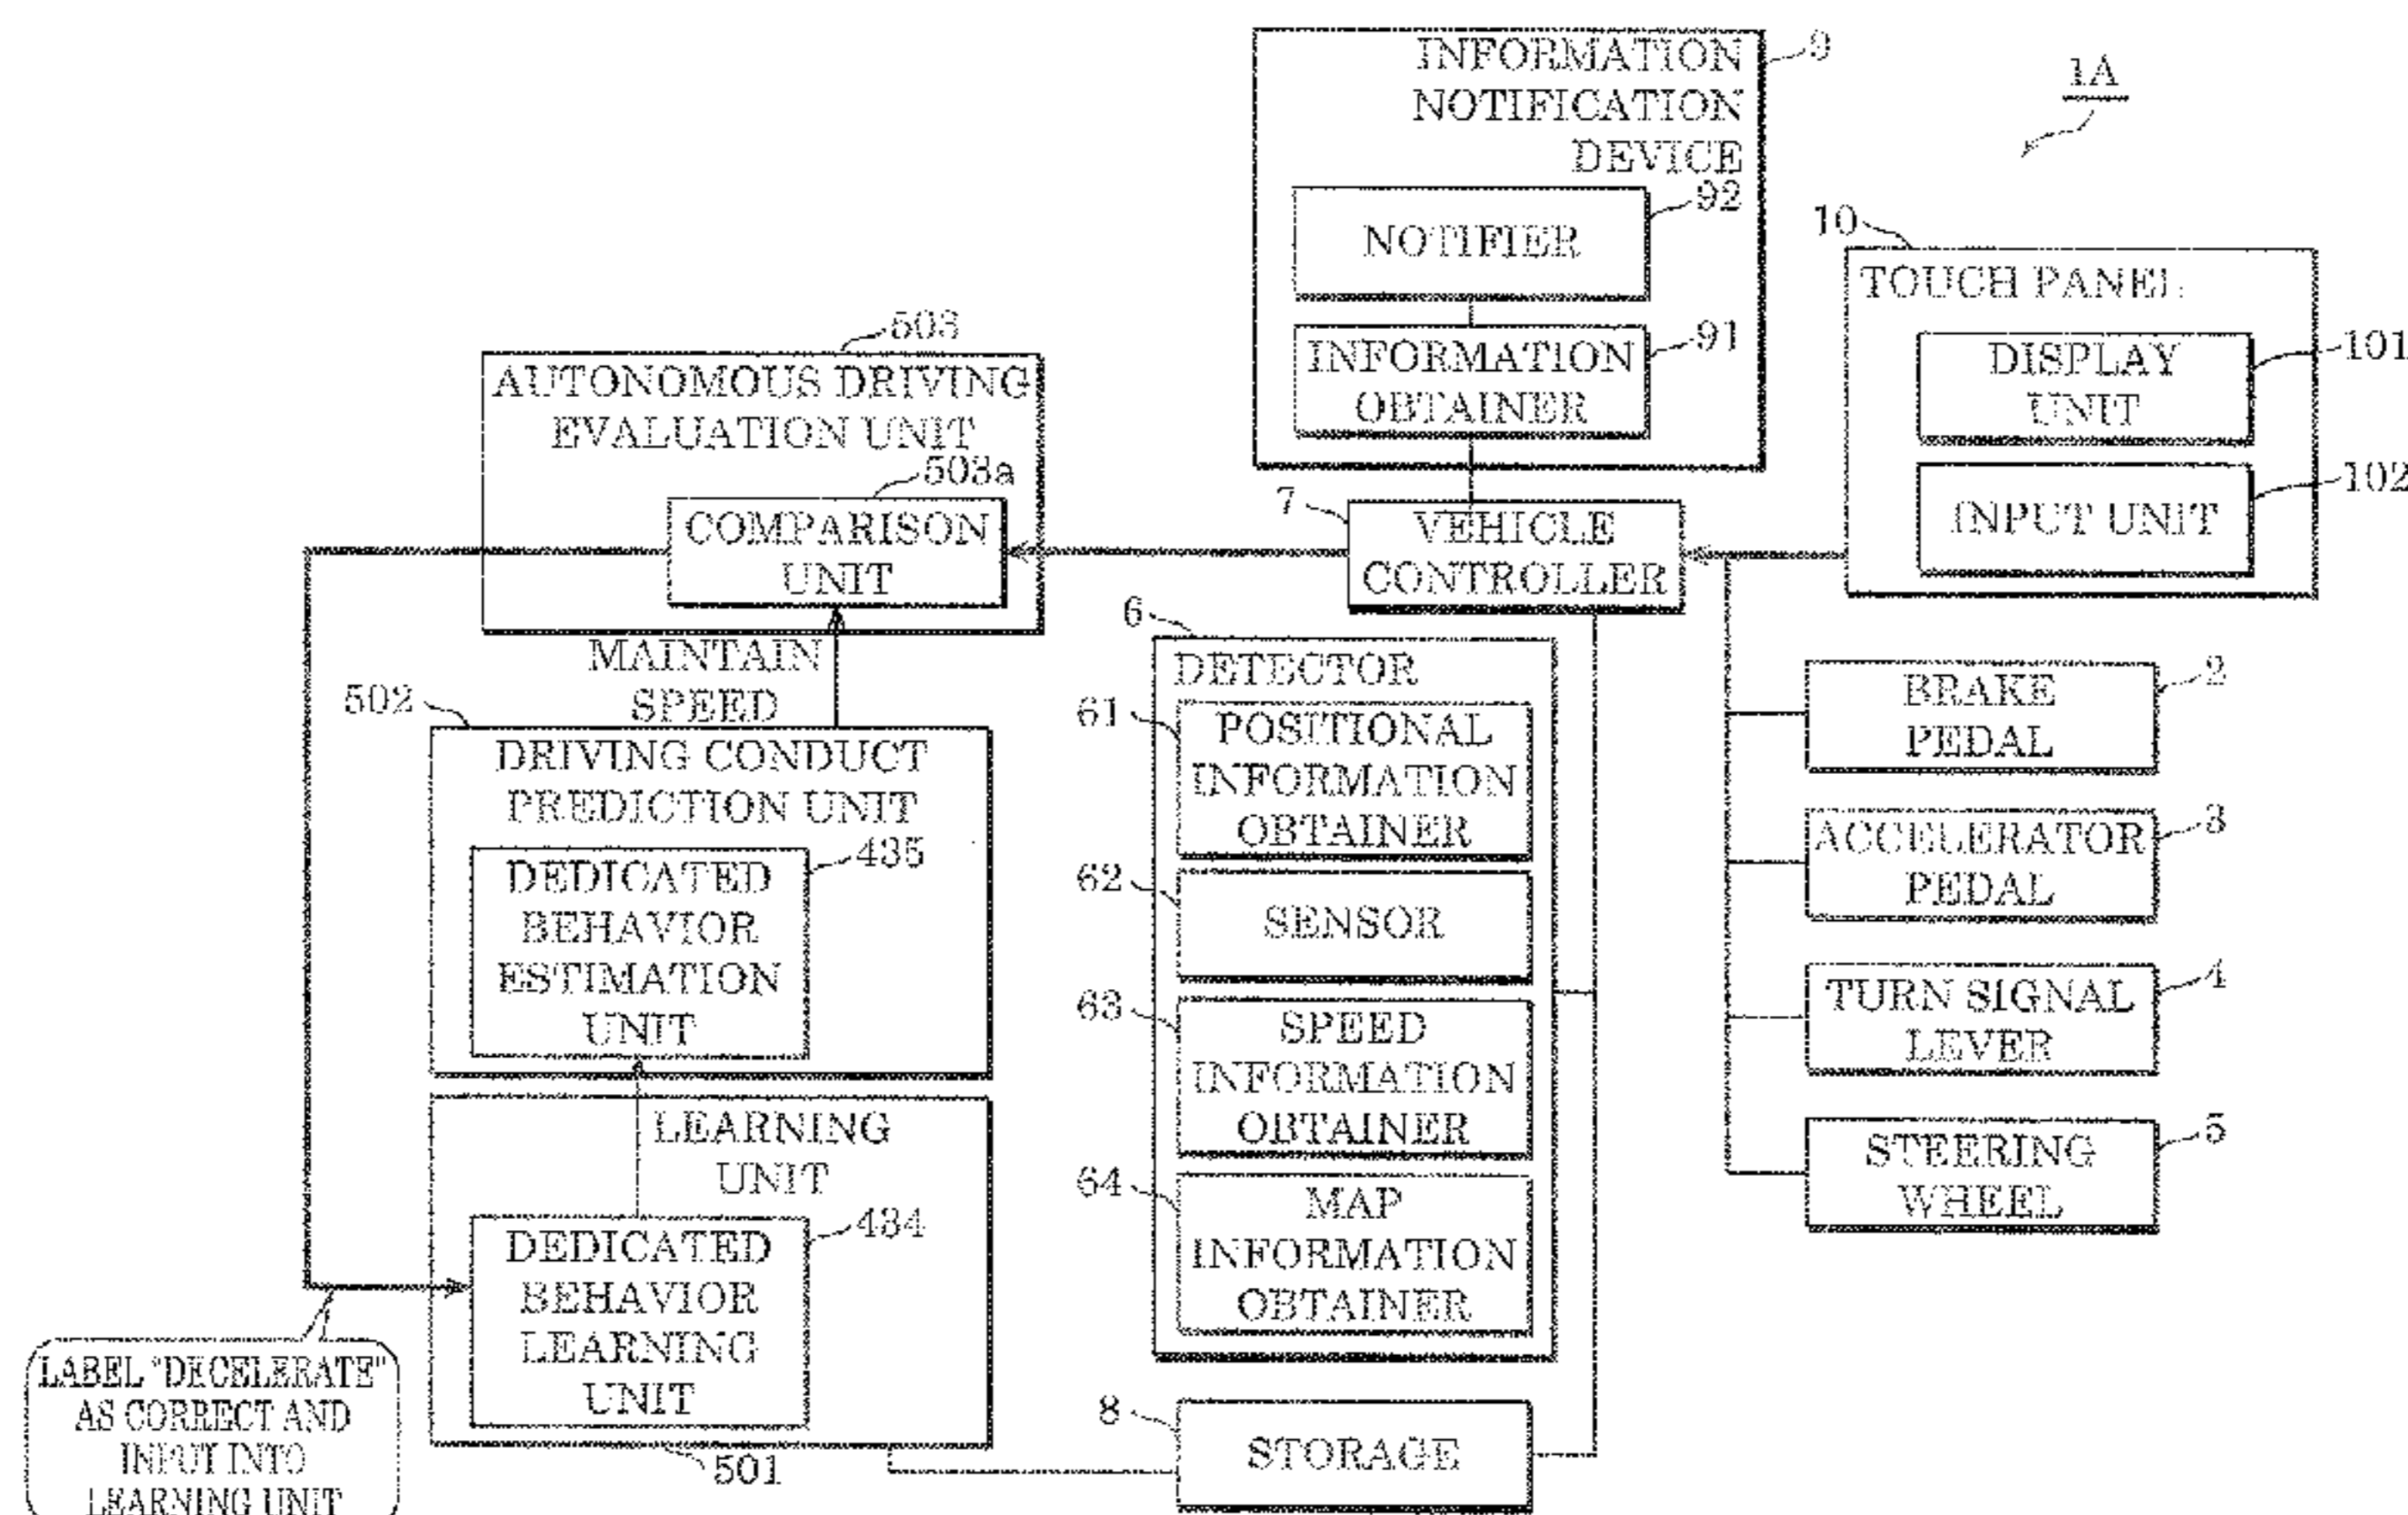 INFORMATION
NOTIFICATION
DEVICE
9
1A
NOTIFIER
92
INFORMATION
OBTAINER
91
10
TOUCH PANEL
DISPLAY
UNIT
101
INPUT UNIT
102
503
AUTONOMOUS DRIVING
EVALUATION UNIT
503a
COMPARISON
UNIT
7
VEHICLE
CONTROLLER
MAINTAIN
SPEED
502
DRIVING CONDUCT
PREDICTION UNIT
435
DEDICATED
BEHAVIOR
ESTIMATION
UNIT
LEARNING
UNIT
434
DEDICATED
BEHAVIOR
LEARNING
UNIT
501
LABEL "DECELERATE"
AS CORRECT AND
INPUT INTO
LEARNING UNIT
6
DETECTOR
61
POSITIONAL
INFORMATION
OBTAINER
62
SENSOR
63
SPEED
INFORMATION
OBTAINER
64
MAP
INFORMATION
OBTAINER
8
STORAGE
BRAKE
PEDAL
2
ACCELERATOR
PEDAL
3
TURN SIGNAL
LEVER
4
STEERING
WHEEL
5